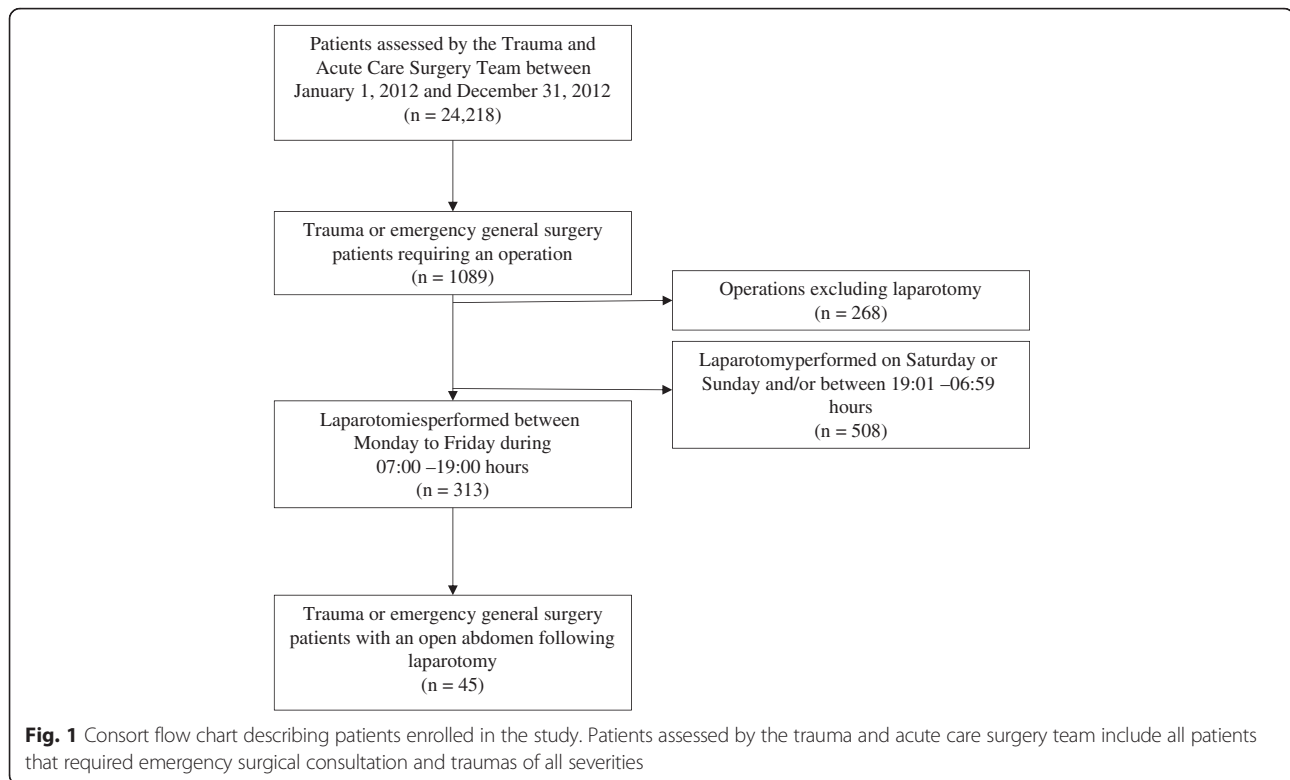 Patients assessed by the Trauma and
Acute Care Surgery Team between
January 1, 2012 and December 31, 2012
(n = 24,218)
Trauma or emergency general surgery
patients requiring an operation
(n = 1089)
Operations excluding laparotomy
(n = 268)
Laparotomyperformed on Saturday or
Sunday and/or between 19:01 –06:59
hours
(n = 508)
Laparotomiesperformed between
Monday to Friday during
07:00 –19:00 hours
(n = 313)
Trauma or emergency general surgery
patients with an open abdomen following
laparotomy
(n = 45)
Fig. 1 Consort flow chart describing patients enrolled in the study. Patients assessed by the trauma and acute care surgery team include all patients
that required emergency surgical consultation and traumas of all severities